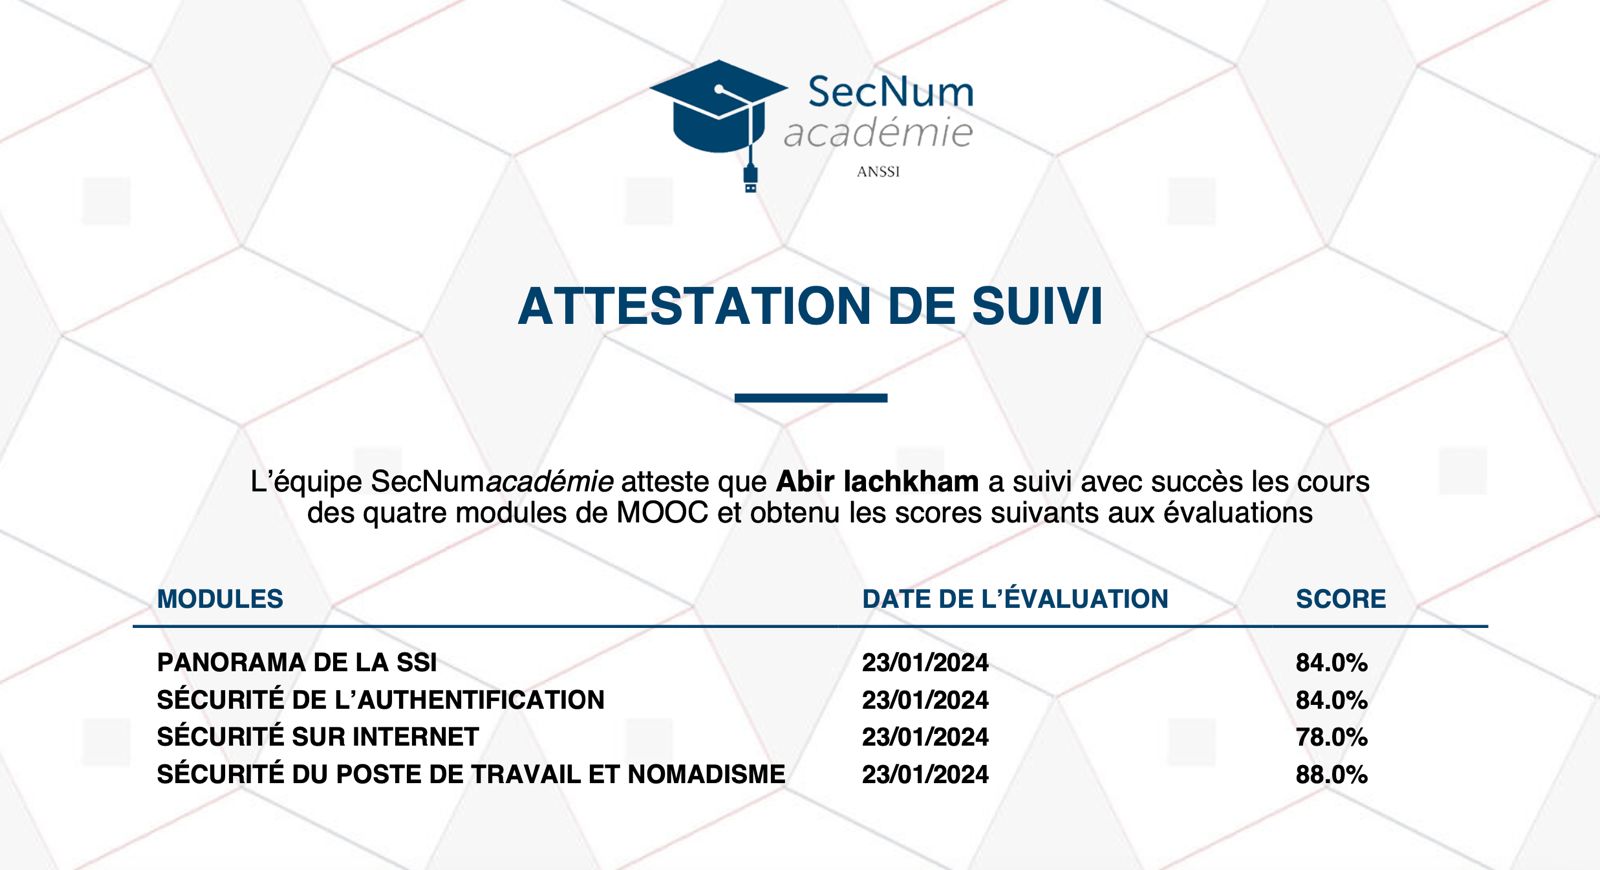 SecNum
académie
ANSSI
ATTESTATION DE SUIVI
L’équipe SecNumacadémie atteste que Abir lachkham a suivi avec succès les cours
des quatre modules de MOOC et obtenu les scores suivants aux évaluations
MODULES DATE DE L’ÉVALUATION SCORE
PANORAMA DE LA SSI 23/01/2024 84.0%
SÉCURITÉ DE L’AUTHENTIFICATION 23/01/2024 84.0%
SÉCURITÉ SUR INTERNET 23/01/2024 78.0%
SÉCURITÉ DU POSTE DE TRAVAIL ET NOMADISME 23/01/2024 88.0%